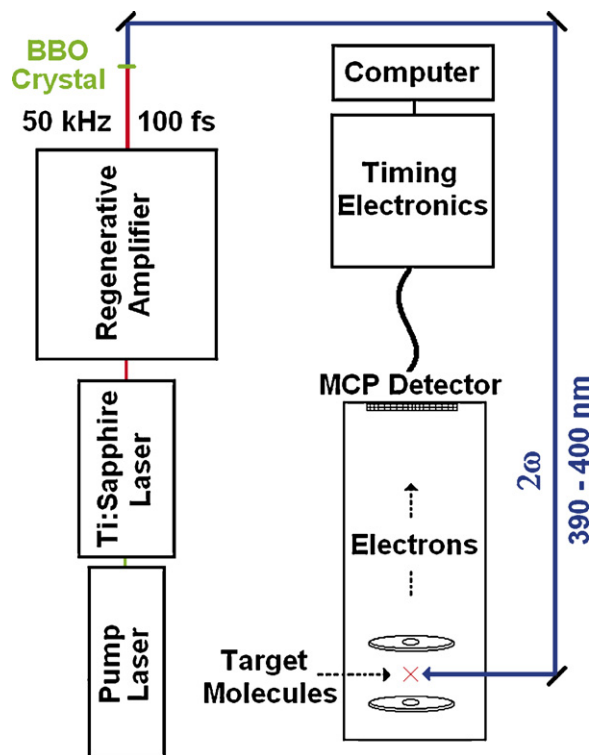 BBO
Crystal
50 kHz
100 fs
Regenerative
Amplifier
Ti:Sapphire
Laser
Pump
Laser
Computer
Timing
Electronics
MCP Detector
Electrons
Target
Molecules
2ω
390 - 400 nm